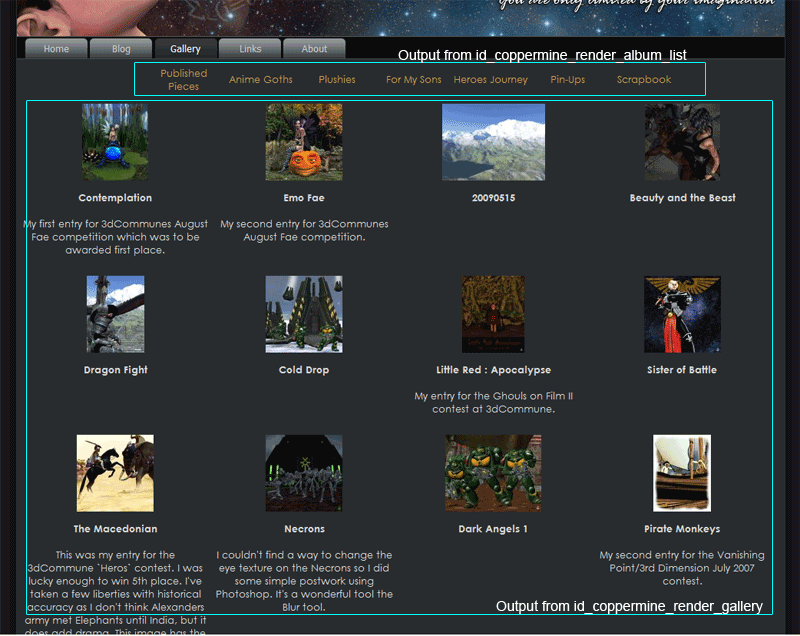 You are only limited by your imagination
Home Blog Gallery Links About
Output from id_coppermine_render_album_list
Published Pieces Anime Goths Plushies For My Sons Heroes Journey Pin-Ups Scrapbook
Contemplation
My first entry for 3dCommunes August
Fae competition which was to be
awarded first place.
Emo Fae
My second entry for 3dCommunes
August Fae competition.
20090515
Beauty and the Beast
Dragon Fight
Cold Drop
Little Red : Apocalypse
My entry for the Ghouls on Film II
contest at 3dCommune.
Sister of Battle
The Macedonian
This was my entry for the
3dCommune `Heros` contest. I was
lucky enough to win 5th place. I've
taken a few liberties with historical
accuracy as I don't think Alexanders
army met Elephants until India, but it
does add drama. This image has the
Necrons
I couldn't find a way to change the
eye texture on the Necrons so I did
some simple postwork using
Photoshop. It's a wonderful tool the
Blur tool.
Dark Angels 1
Pirate Monkeys
My second entry for the Vanishing
Point/3rd Dimension July 2007
contest.
Output from id_coppermine_render_gallery